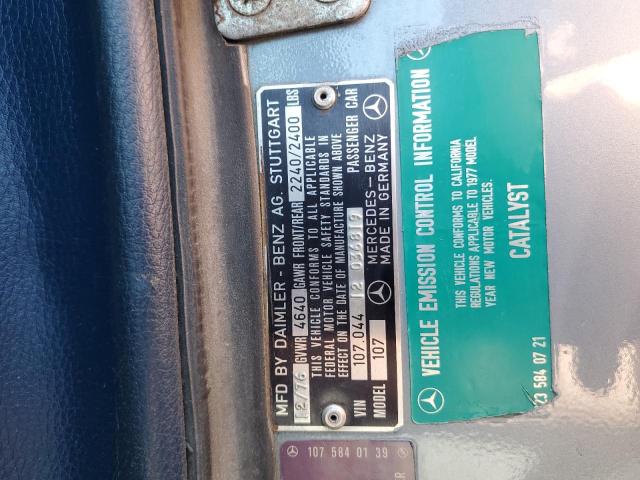 MFD BY DAIMLER-BENZ AG. STUTTGART
12/76 GVWR 4640 GAWR FRONT/REAR 2240/2400 LBS
THIS VEHICLE CONFORMS TO ALL APPLICABLE
FEDERAL MOTOR VEHICLE SAFETY STANDARDS IN
EFFECT ON THE DATE OF MANUFACTURE SHOWN ABOVE
VIN 107.044 12 036819 PASSENGER CAR
MODEL 107 MERCEDES-BENZ
MADE IN GERMANY
VEHICLE EMISSION CONTROL INFORMATION
THIS VEHICLE CONFORMS TO CALIFORNIA
REGULATIONS APPLICABLE TO 1977 MODEL
YEAR NEW MOTOR VEHICLES.
CATALYST
23 584 07 21
107 584 01 39